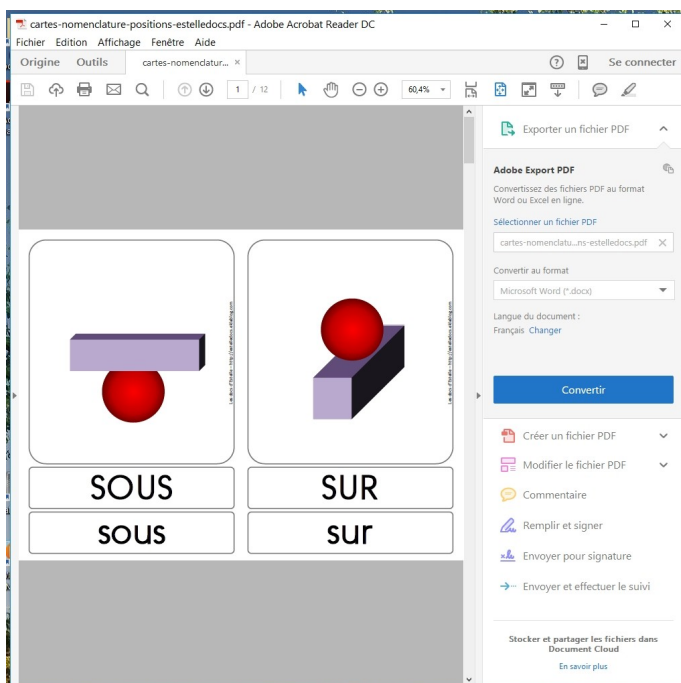 cartes-nomenclature-positions-estelledocs.pdf - Adobe Acrobat Reader DC
Fichier Edition Affichage Fenêtre Aide
Origine Outils cartes-nomenclatur... × Se connecter
1 / 12 60,4%
Exporter un fichier PDF
Adobe Export PDF
Convertissez des fichiers PDF au format
Word ou Excel en ligne.
Sélectionner un fichier PDF
cartes-nomenclatu...ns-estelledocs.pdf
Convertir au format
Microsoft Word (*.docx)
Langue du document :
Français Changer
Convertir
Créer un fichier PDF
Modifier le fichier PDF
Commentaire
Remplir et signer
Envoyer pour signature
Envoyer et effectuer le suivi
Stocker et partager les fichiers dans
Document Cloud
En savoir plus
SOUS SUR
sous sur